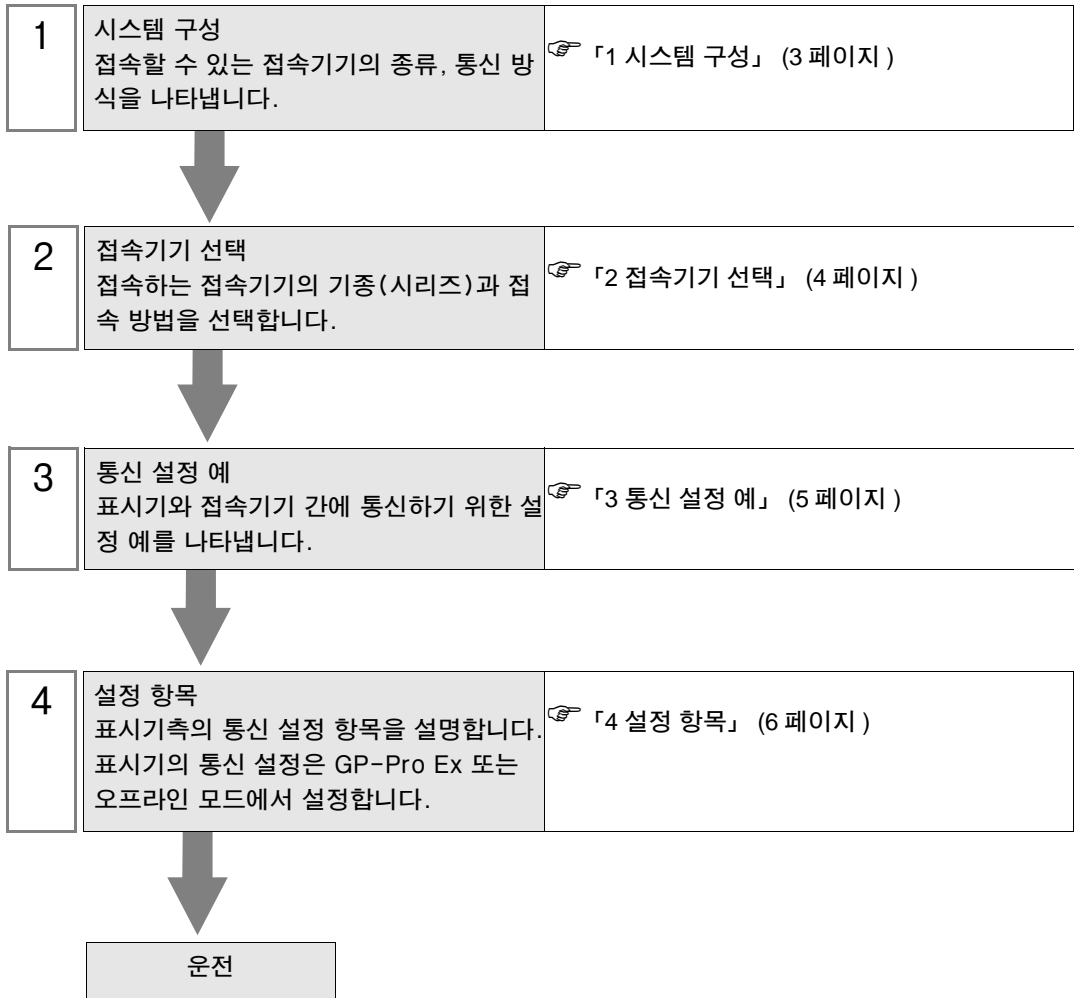 1
시스템 구성
접속할 수 있는 접속기기의 종류, 통신 방
식을 나타냅니다.
☞ 「1 시스템 구성」 (3 페이지 )
2
접속기기 선택
접속하는 접속기기의 기종(시리즈)과 접
속 방법을 선택합니다.
☞ 「2 접속기기 선택」 (4 페이지 )
3
통신 설정 예
표시기와 접속기기 간에 통신하기 위한 설
정 예를 나타냅니다.
☞ 「3 통신 설정 예」 (5 페이지 )
4
설정 항목
표시기측의 통신 설정 항목을 설명합니다.
표시기의 통신 설정은 GP-Pro Ex 또는
오프라인 모드에서 설정합니다.
☞ 「4 설정 항목」 (6 페이지 )
운전